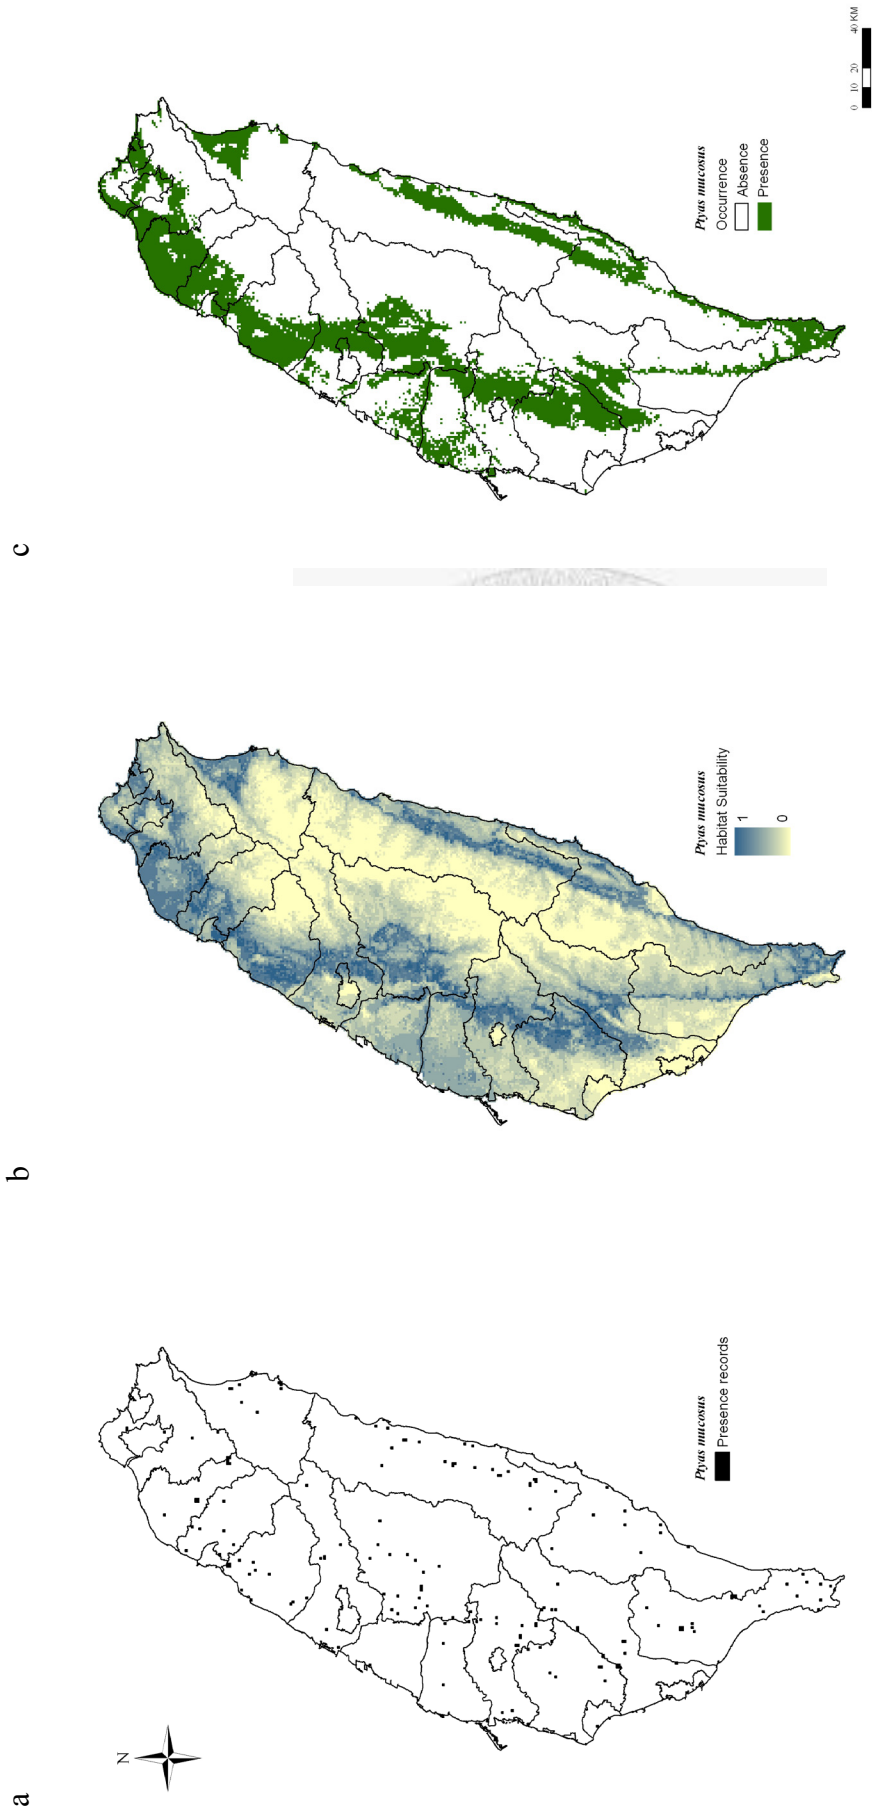 a
N
Ptyas mucosus
Presence records
b
Ptyas mucosus
Habitat Suitability
1
0
c
Ptyas mucosus
Occurrence
Absence
Presence
0 10 20 40 KM